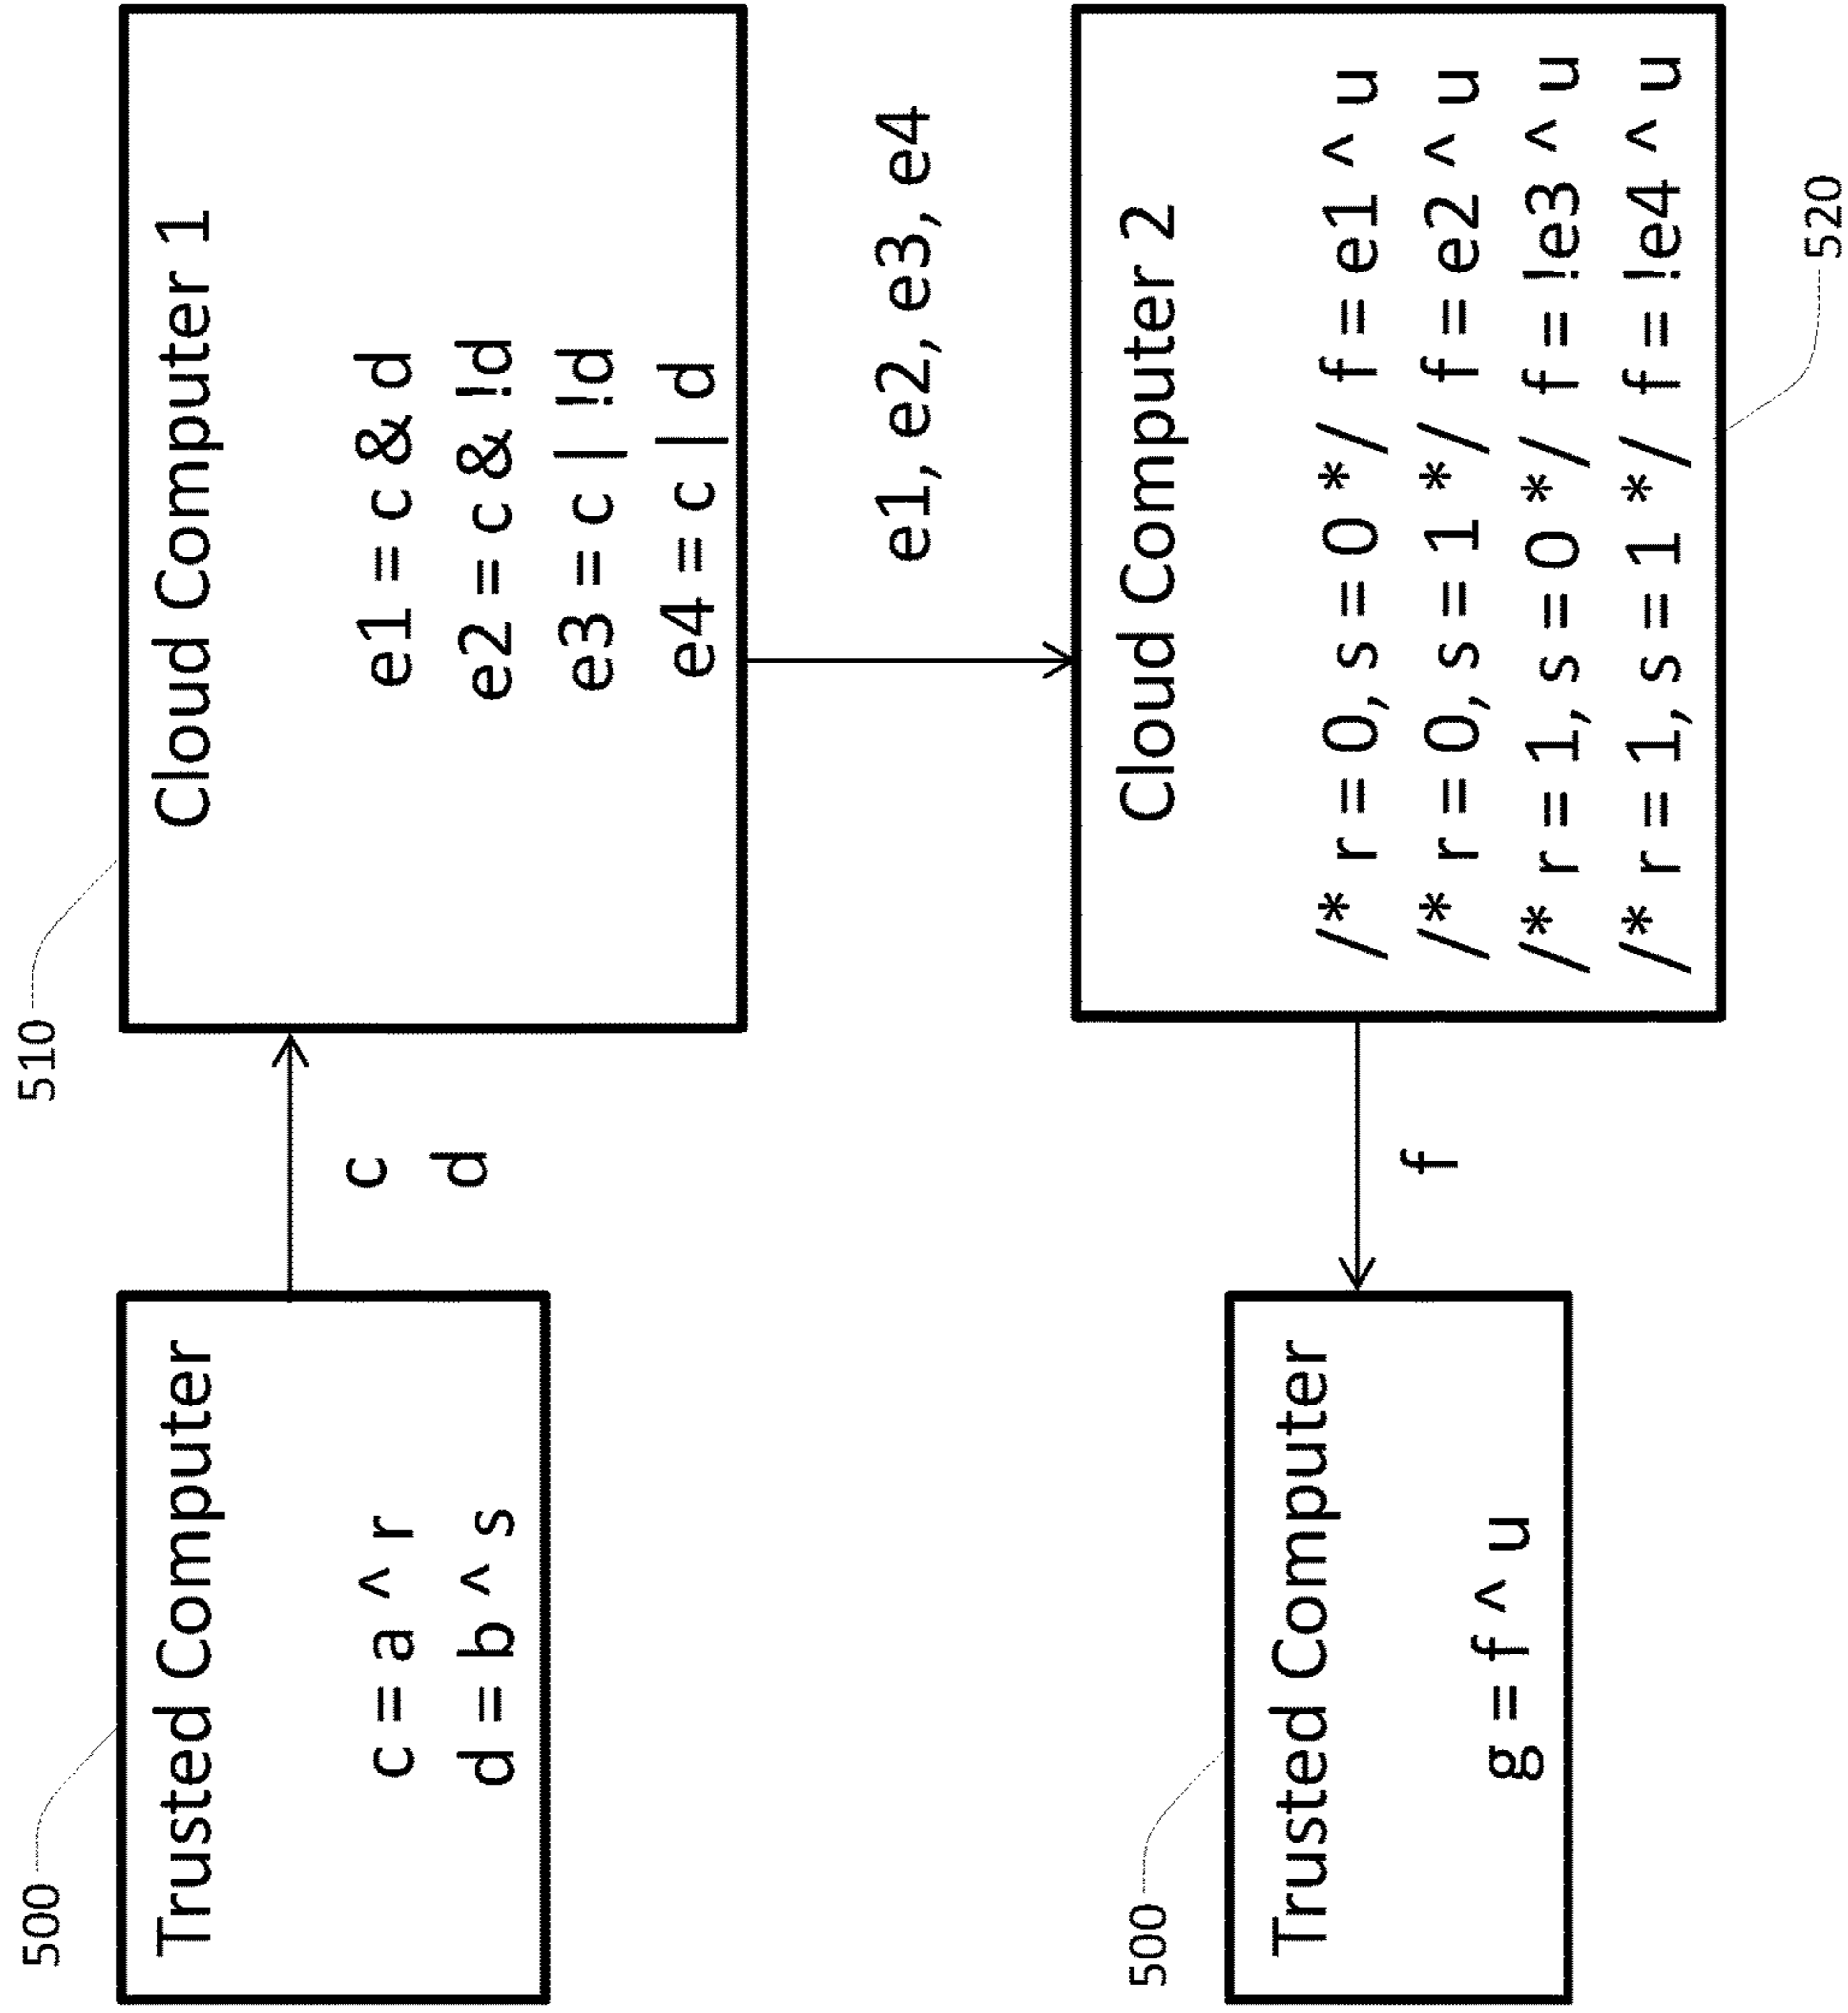 500
Trusted Computer
c = a ^ r
d = b ^ s
c
d
510
Cloud Computer 1
e1 = c & d
e2 = c & !d
e3 = c | !d
e4 = c | d
e1, e2, e3, e4
Cloud Computer 2
/* r = 0, s = 0 */ f = e1 ^ u
/* r = 0, s = 1 */ f = e2 ^ u
/* r = 1, s = 0 */ f = !e3 ^ u
/* r = 1, s = 1 */ f = !e4 ^ u
520
f
500
Trusted Computer
g = f ^ u